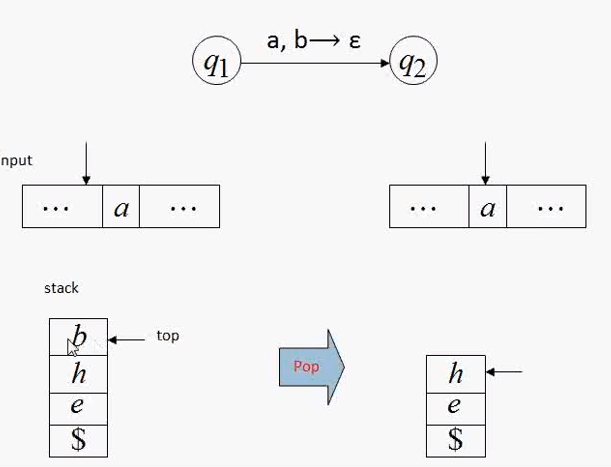 a, b⟶ ε
q1 q2
nput
... a ... ... a ...
stack
b top
Pop
h h
e e
$ $